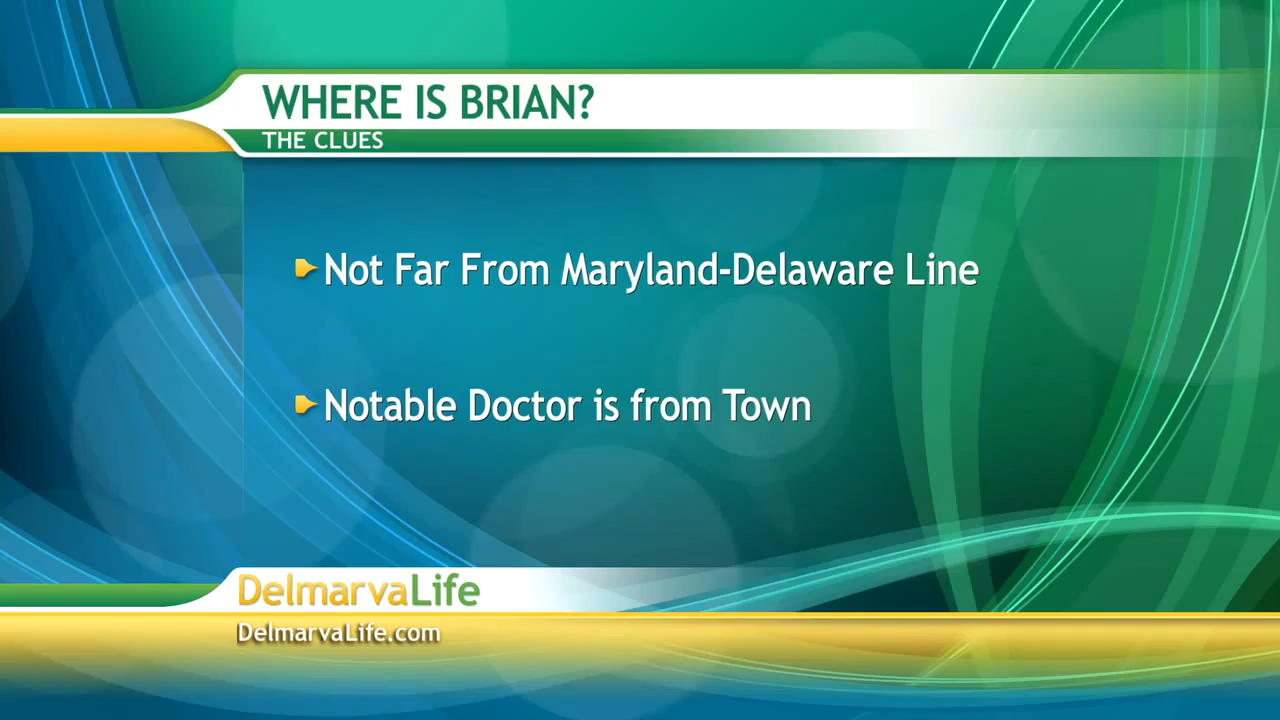 WHERE IS BRIAN?
THE CLUES
Not Far From Maryland-Delaware Line
Notable Doctor is from Town
DelmarvaLife
DelmarvaLife.com